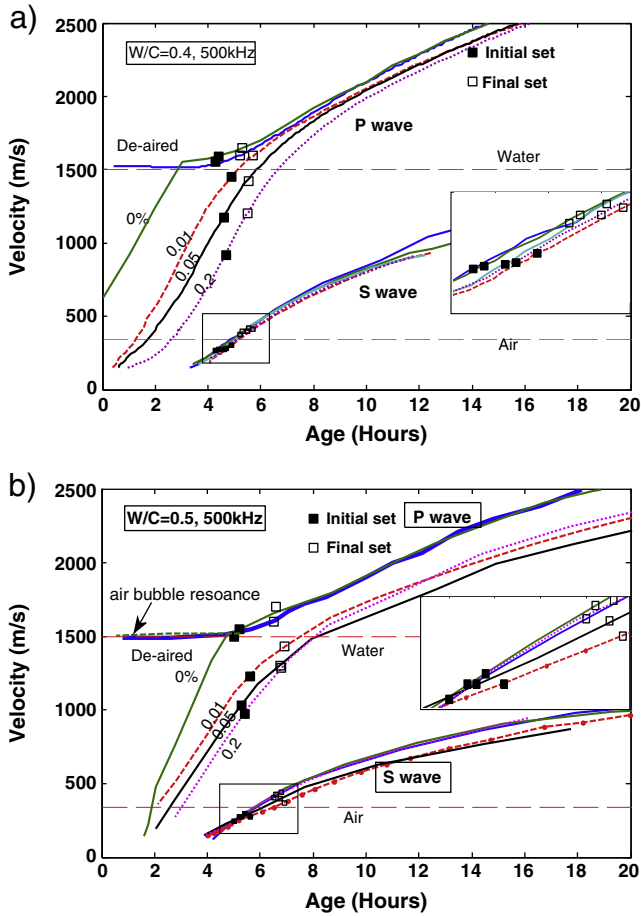 a)
W/C=0.4, 500kHz
Initial set
Final set
P wave
De-aired
Water
0%
0.01
0.05
0.2
S wave
Air
2500
2000
1500
1000
500
0
Velocity (m/s)
0 2 4 6 8 10 12 14 16 18 20
Age (Hours)
b)
W/C=0.5, 500kHz
Initial set
P wave
Final set
air bubble resoance
De-aired
Water
0%
0.01
0.05
0.2
S wave
Air
2500
2000
1500
1000
500
0
Velocity (m/s)
0 2 4 6 8 10 12 14 16 18 20
Age (Hours)